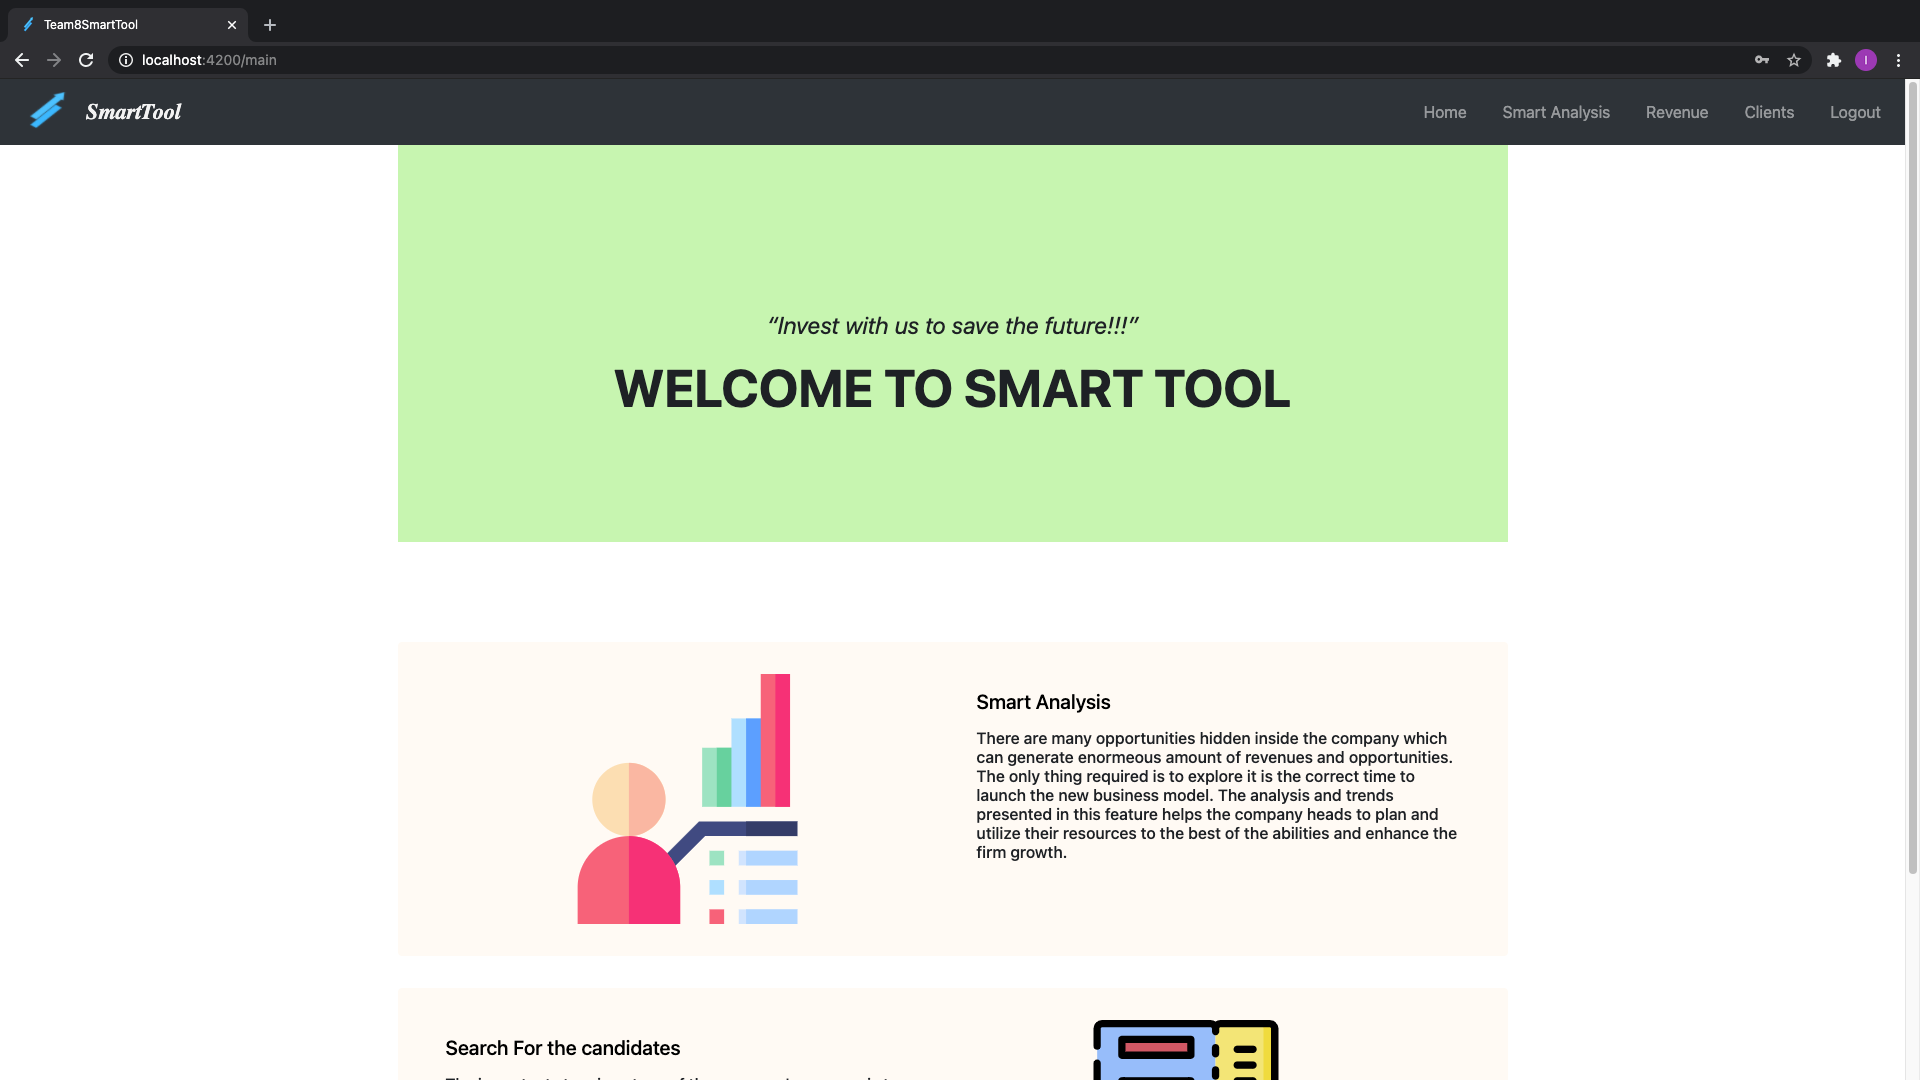 Team8SmartTool
localhost:4200/main
I
SmartTool
Home Smart Analysis Revenue Clients Logout
“Invest with us to save the future!!!”
WELCOME TO SMART TOOL
Smart Analysis
There are many opportunities hidden inside the company which
can generate enormeous amount of revenues and opportunities.
The only thing required is to explore it is the correct time to
launch the new business model. The analysis and trends
presented in this feature helps the company heads to plan and
utilize their resources to the best of the abilities and enhance the
firm growth.
Search For the candidates